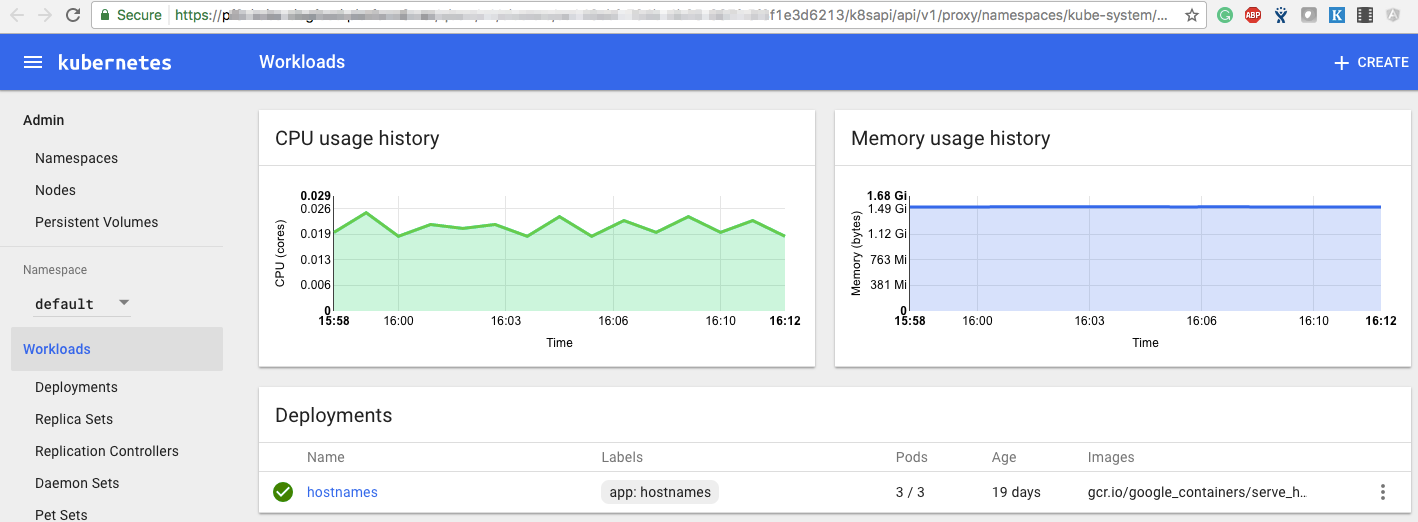 Secure https://
f1e3d6213/k8sapi/api/v1/proxy/namespaces/kube-system/...
ABP
K
kubernetes
Workloads
+ CREATE
Admin
Namespaces
Nodes
Persistent Volumes
Namespace
default
Workloads
Deployments
Replica Sets
Replication Controllers
Daemon Sets
Pet Sets
CPU usage history
CPU (cores)
0.029
0.026
0.019
0.013
0.006
0
15:58 16:00 16:03 16:06 16:10 16:12
Time
Memory usage history
Memory (bytes)
1.68 Gi
1.49 Gi
1.12 Gi
763 Mi
381 Mi
0
15:58 16:00 16:03 16:06 16:10 16:12
Time
Deployments
Name Labels Pods Age Images
hostnames app: hostnames 3 / 3 19 days gcr.io/google_containers/serve_h..